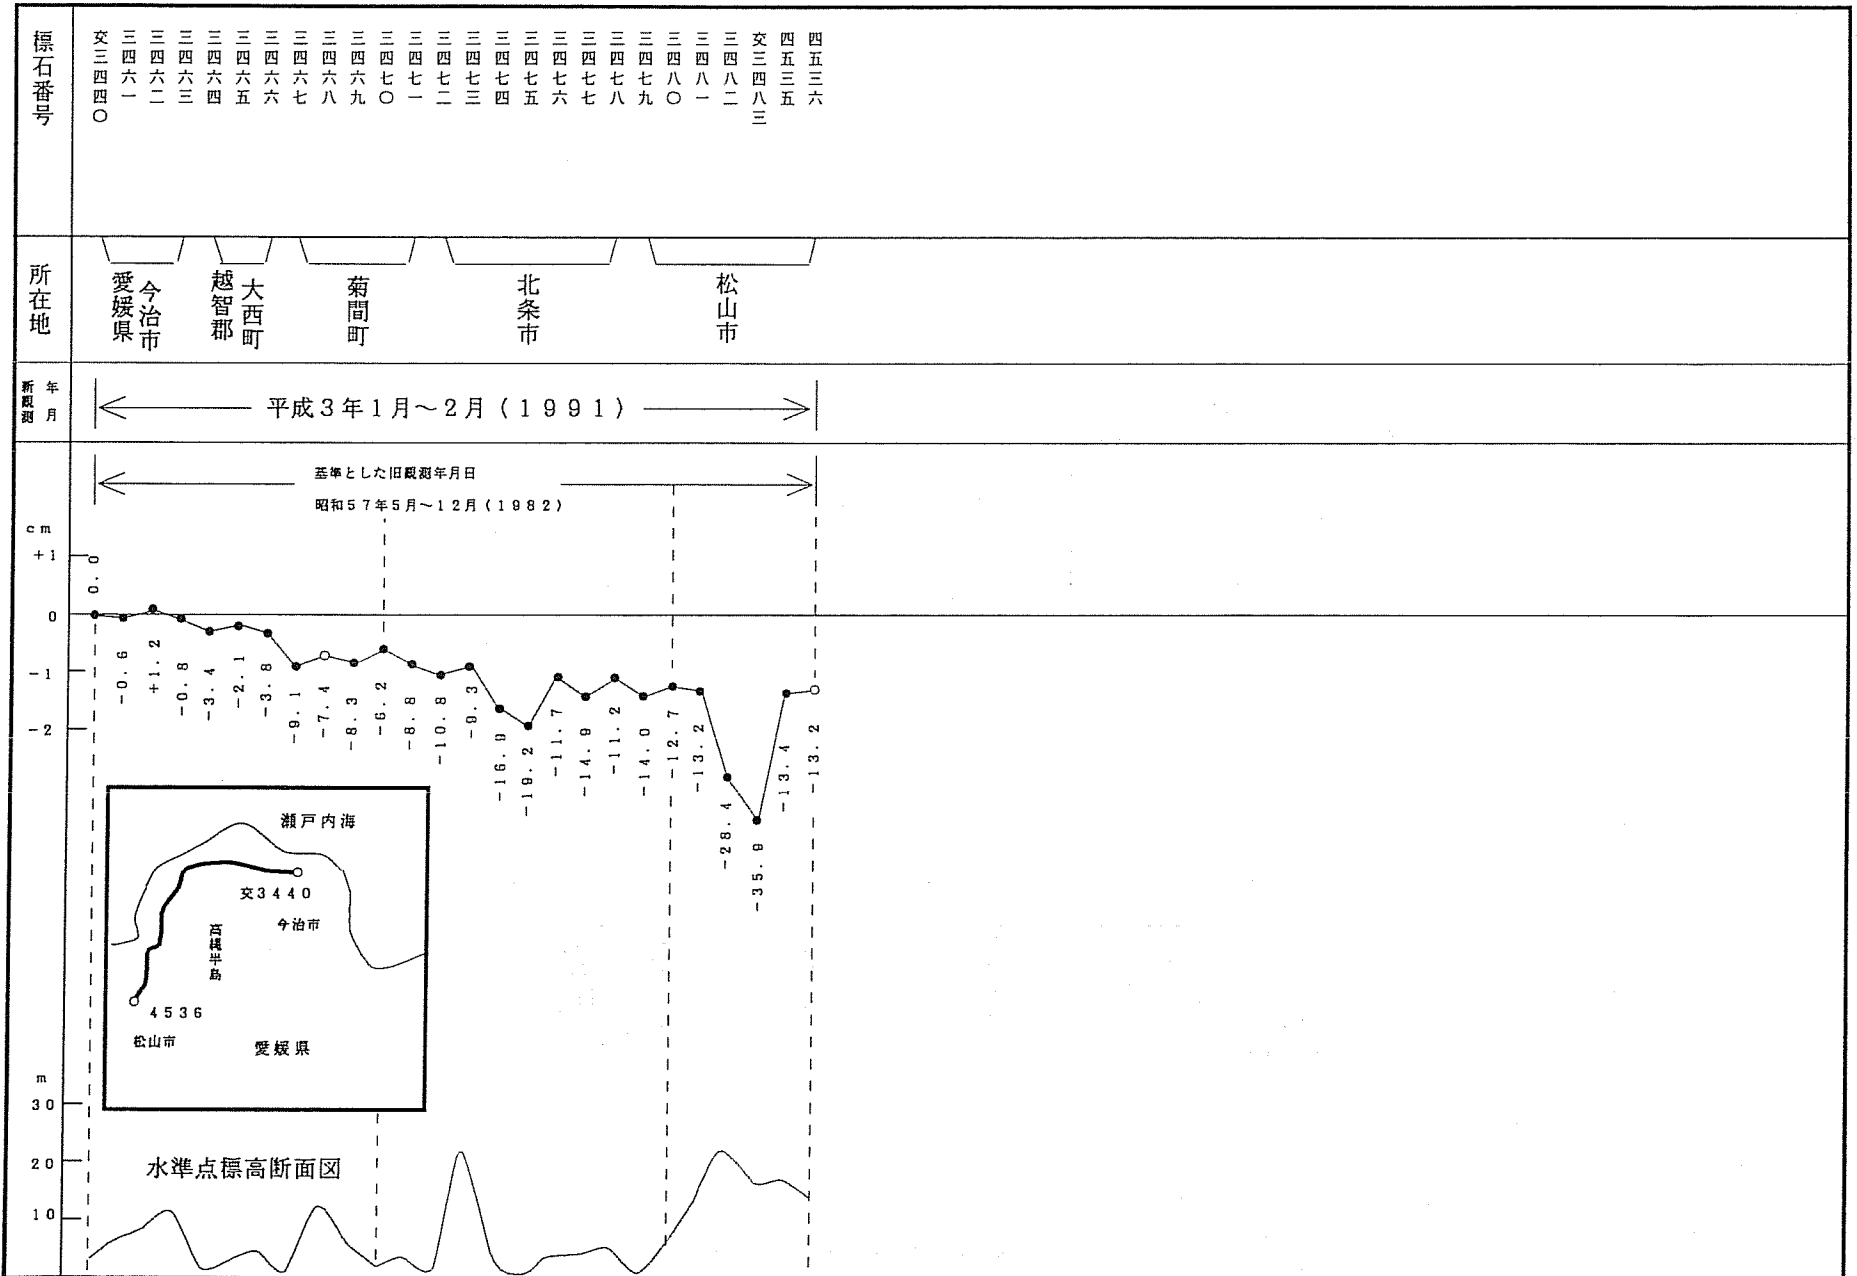 標石番号
交三四四〇
三四六一
三四六二
三四六三
三四六四
三四六五
三四六六
三四六七
三四六八
三四六九
三四七〇
三四七一
三四七二
三四七三
三四七四
三四七五
三四七六
三四七七
三四七八
三四七九
三四八〇
三四八一
三四八二
交三四八三
四五三五
四五三六
所在地
愛媛県
今治市
越智郡
大西町
菊間町
北条市
松山市
新観測
年月
平成3年1月～2月(1991)
基準とした旧観測年月日
昭和57年5月～12月(1982)
cm
+1
0
-1
-2
0.0
-0.6
+1.2
-0.8
-3.4
-2.1
-3.8
-9.1
-7.4
-8.3
-6.2
-8.8
-10.8
-9.3
-16.9
-19.2
-11.7
-14.9
-11.2
-14.0
-12.7
-13.2
-28.4
-35.9
-13.4
-13.2
瀬戸内海
交3440
今治市
高縄半島
4536
松山市
愛媛県
m
30
20
10
水準点標高断面図